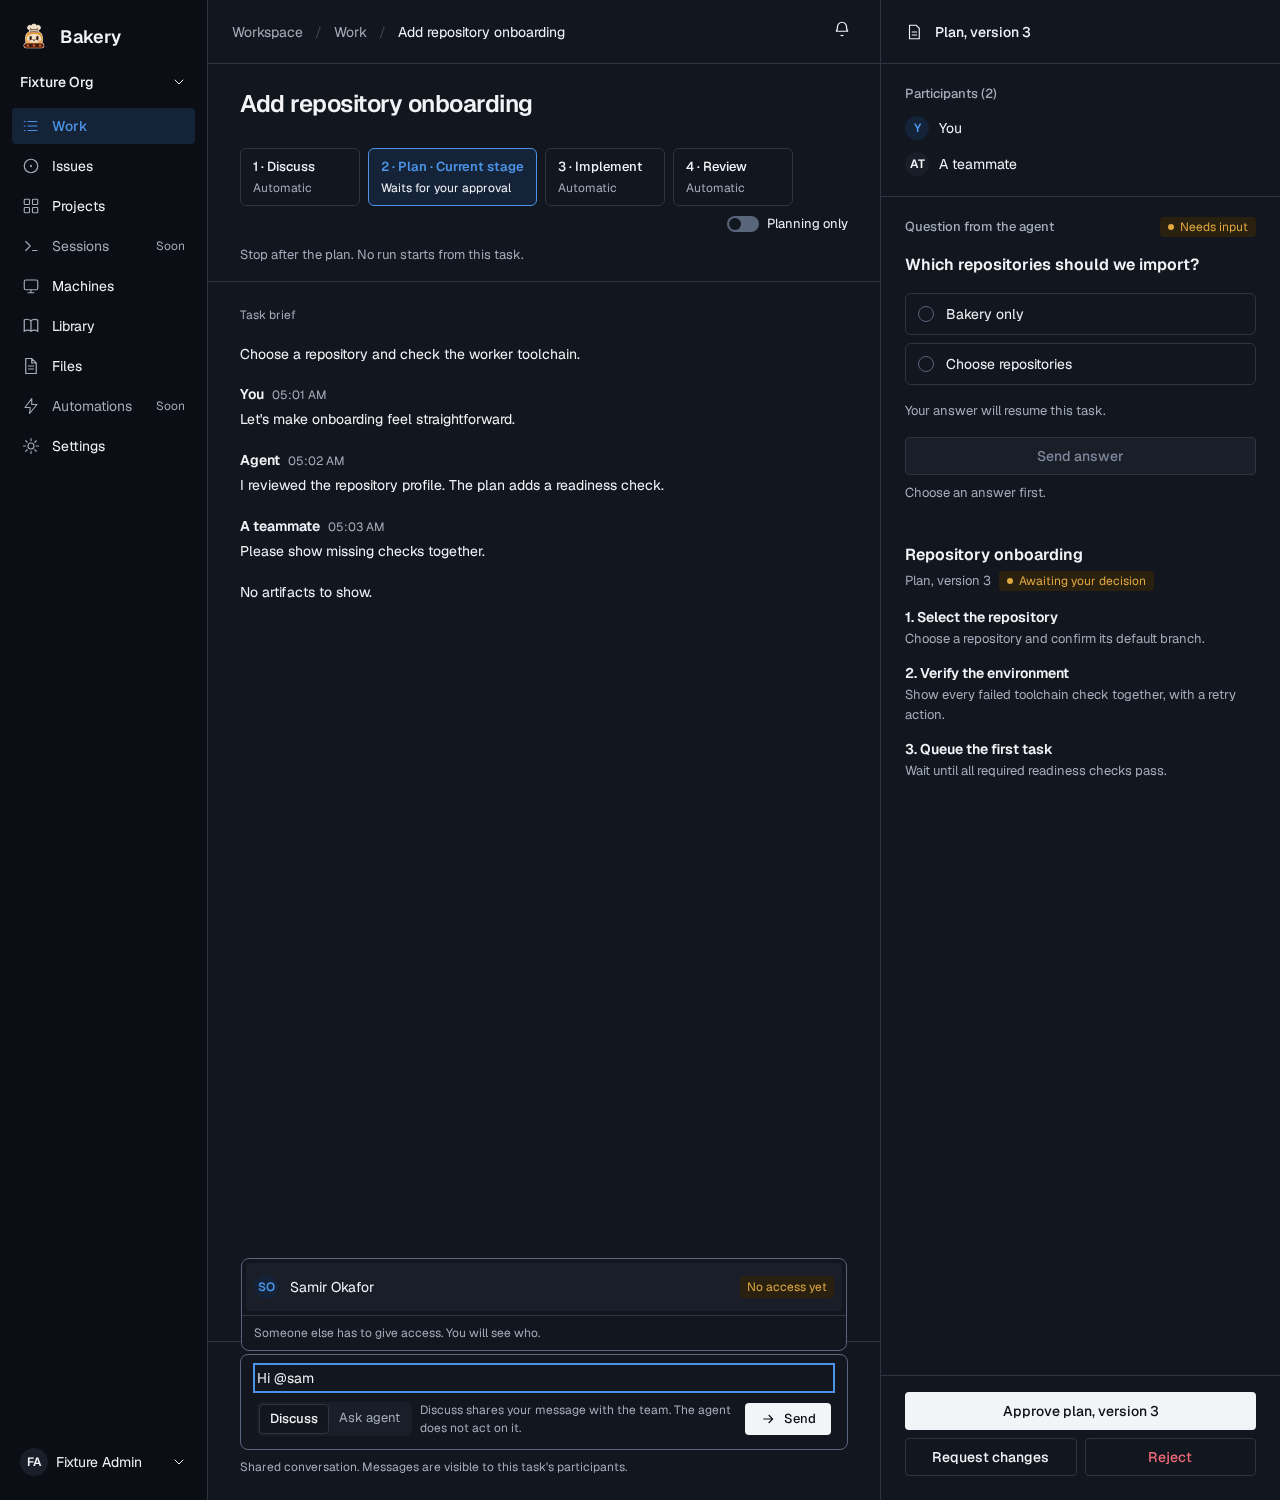 Bakery
Fixture Org
Work
Issues
Projects
Sessions Soon
Machines
Library
Files
Automations Soon
Settings
FA Fixture Admin
Workspace / Work / Add repository onboarding
Add repository onboarding
1 · Discuss
Automatic
2 · Plan · Current stage
Waits for your approval
3 · Implement
Automatic
4 · Review
Automatic
Planning only
Stop after the plan. No run starts from this task.
Task brief
Choose a repository and check the worker toolchain.
You 05:01 AM
Let's make onboarding feel straightforward.
Agent 05:02 AM
I reviewed the repository profile. The plan adds a readiness check.
A teammate 05:03 AM
Please show missing checks together.
No artifacts to show.
SO Samir Okafor No access yet
Someone else has to give access. You will see who.
Hi @sam
Discuss Ask agent
Discuss shares your message with the team. The agent
does not act on it.
Send
Shared conversation. Messages are visible to this task's participants.
Plan, version 3
Participants (2)
Y You
AT A teammate
Question from the agent Needs input
Which repositories should we import?
Bakery only
Choose repositories
Your answer will resume this task.
Send answer
Choose an answer first.
Repository onboarding
Plan, version 3 Awaiting your decision
1. Select the repository
Choose a repository and confirm its default branch.
2. Verify the environment
Show every failed toolchain check together, with a retry
action.
3. Queue the first task
Wait until all required readiness checks pass.
Approve plan, version 3
Request changes Reject